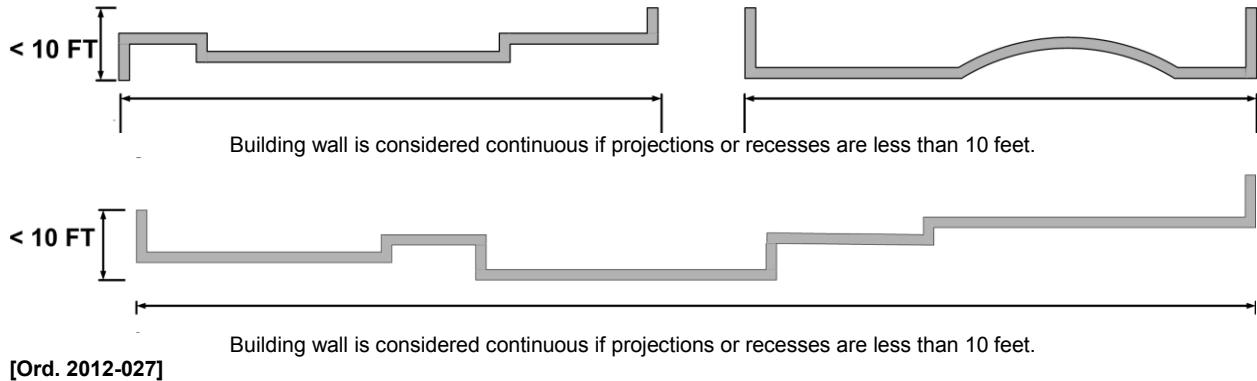 < 10 FT
Building wall is considered continuous if projections or recesses are less than 10 feet.
< 10 FT
Building wall is considered continuous if projections or recesses are less than 10 feet.
[Ord. 2012-027]